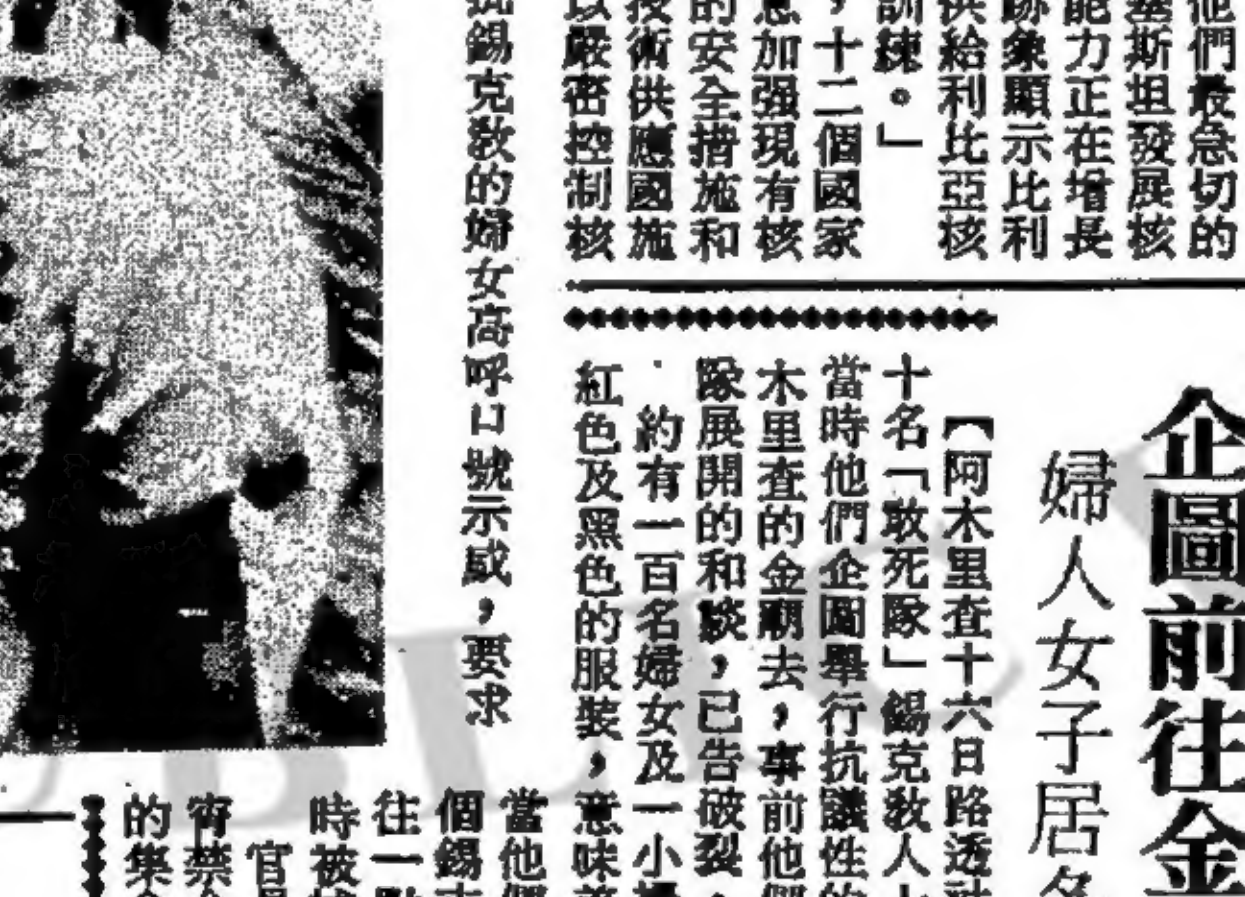 他們最急切的
基斯坦發展核
能力正在增長
跡象顯示比利
供給利比亞核
訓練。」
，十二個國家
息加强現有核
的安全措施和
技術供應國施
以嚴密控制核
企圖前往金
婦人女子居多
【阿木里查十六日路透社
十名「敢死隊」錫克教人
當時他們企圖舉行抗議性的
木里查的金廟去，事前他們
隊展開的和談，已告破裂。
約有一百名婦女及一小
紅色及黑色的服裝，意味着
批錫克教的婦女高呼口號示威，要求
當他們
個錫克
往一點
時被
官員
宵禁
的集
BLIC